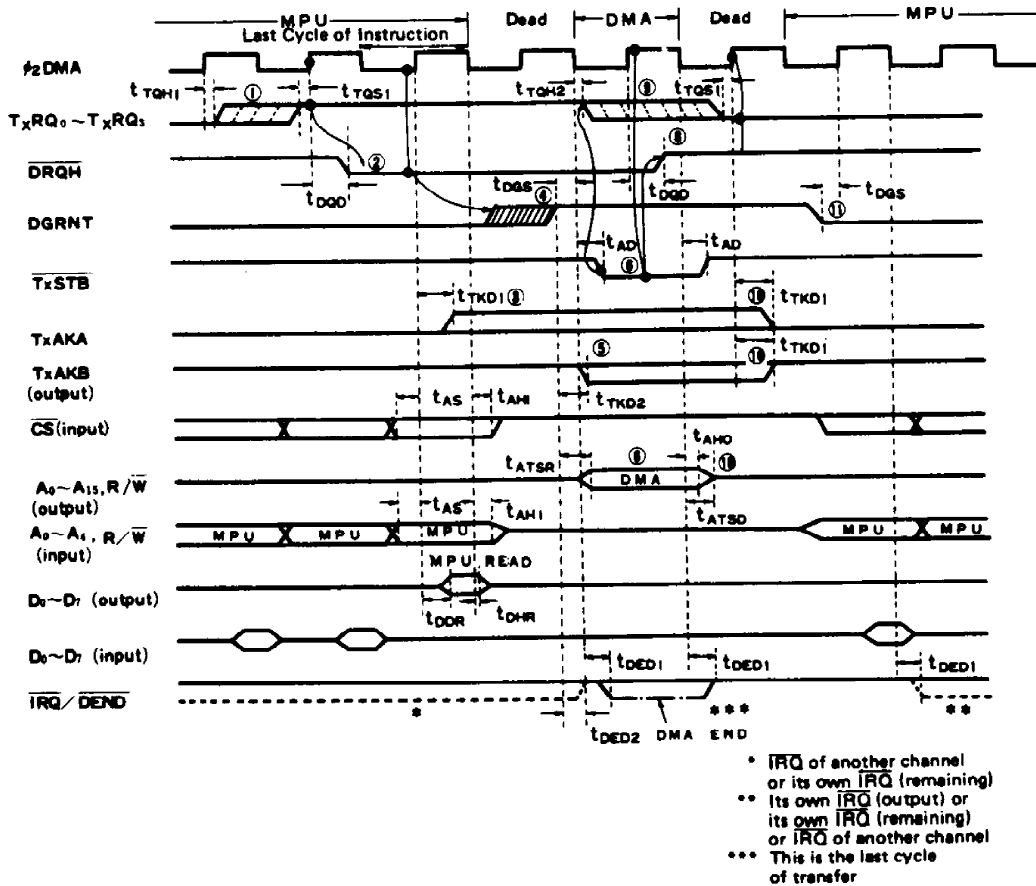 MPU Dead DMA Dead MPU
Last Cycle of Instruction
ϕ₂DMA
tTQH1 ① tTQS1 tTQH2 ⑨ tTQS1
TxRQ₀~TxRQ₃
② ⑧
DRQH
tDQD tDGS tDQD tDGS
④ ⑪
DGRNT
tAD tAD
⑥
TxSTB
tTKD1 ③ ⑩ tTKD1
TxAKA
tTKD1
⑤ ⑩
TxAKB
(output)
tAS tAH1 tTKD2
CS(input)
tAHO
tATSR ⑥ ⑩
DMA
A₀~A₁₅, R/W
(output)
tAS tAH1 tATSD
A₀~A₄, R/W
(input)
MPU MPU MPU MPU MPU
MPU READ
D₀~D₇ (output)
tDDR tDHR
D₀~D₇ (input)
tDED1 tDED1 tDED1
IRQ/DEND
* *** **
tDED2 DMA END
* IRQ of another channel
or its own IRQ (remaining)
** Its own IRQ (output) or
its own IRQ (remaining)
or IRQ of another channel
*** This is the last cycle
of transfer